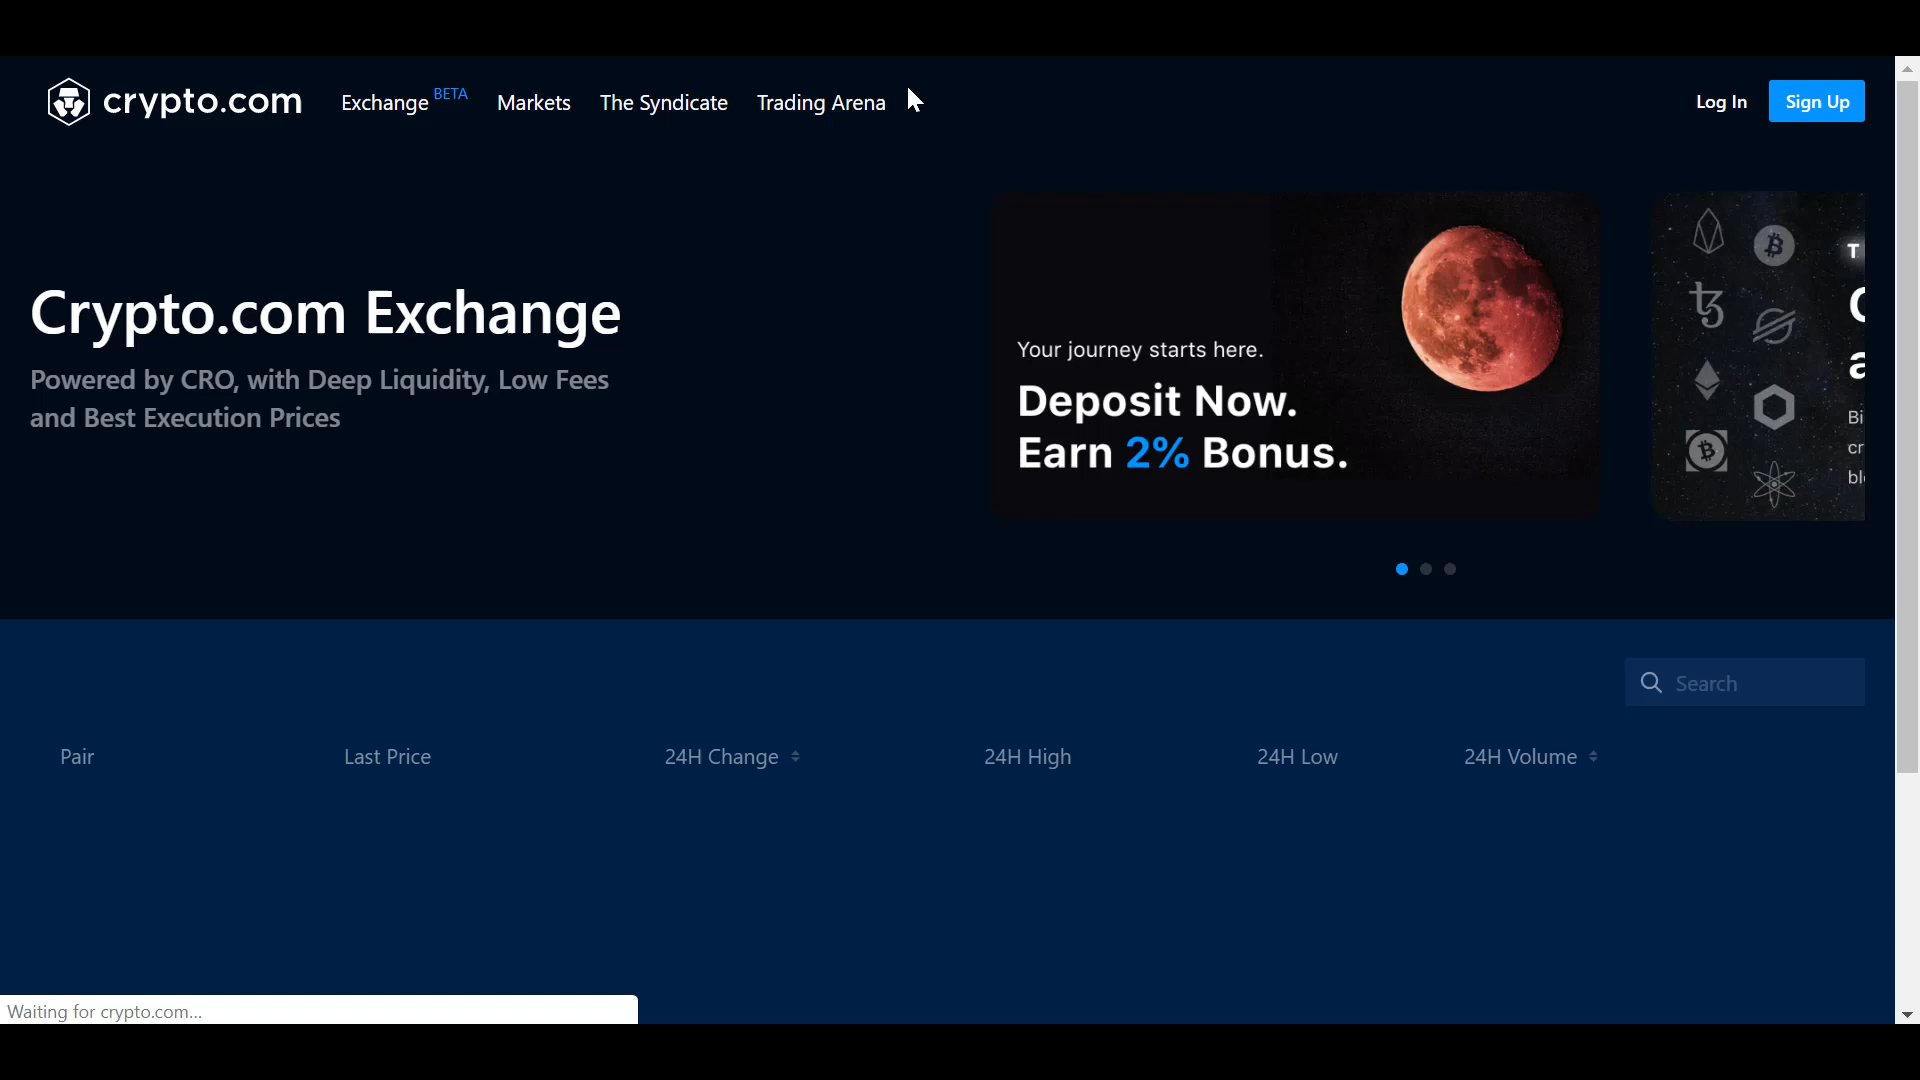 crypto.com Exchange BETA Markets The Syndicate Trading Arena Log In Sign Up
Crypto.com Exchange
Powered by CRO, with Deep Liquidity, Low Fees
and Best Execution Prices
Your journey starts here.
Deposit Now.
Earn 2% Bonus.
Search
Pair Last Price 24H Change 24H High 24H Low 24H Volume
Waiting for crypto.com...